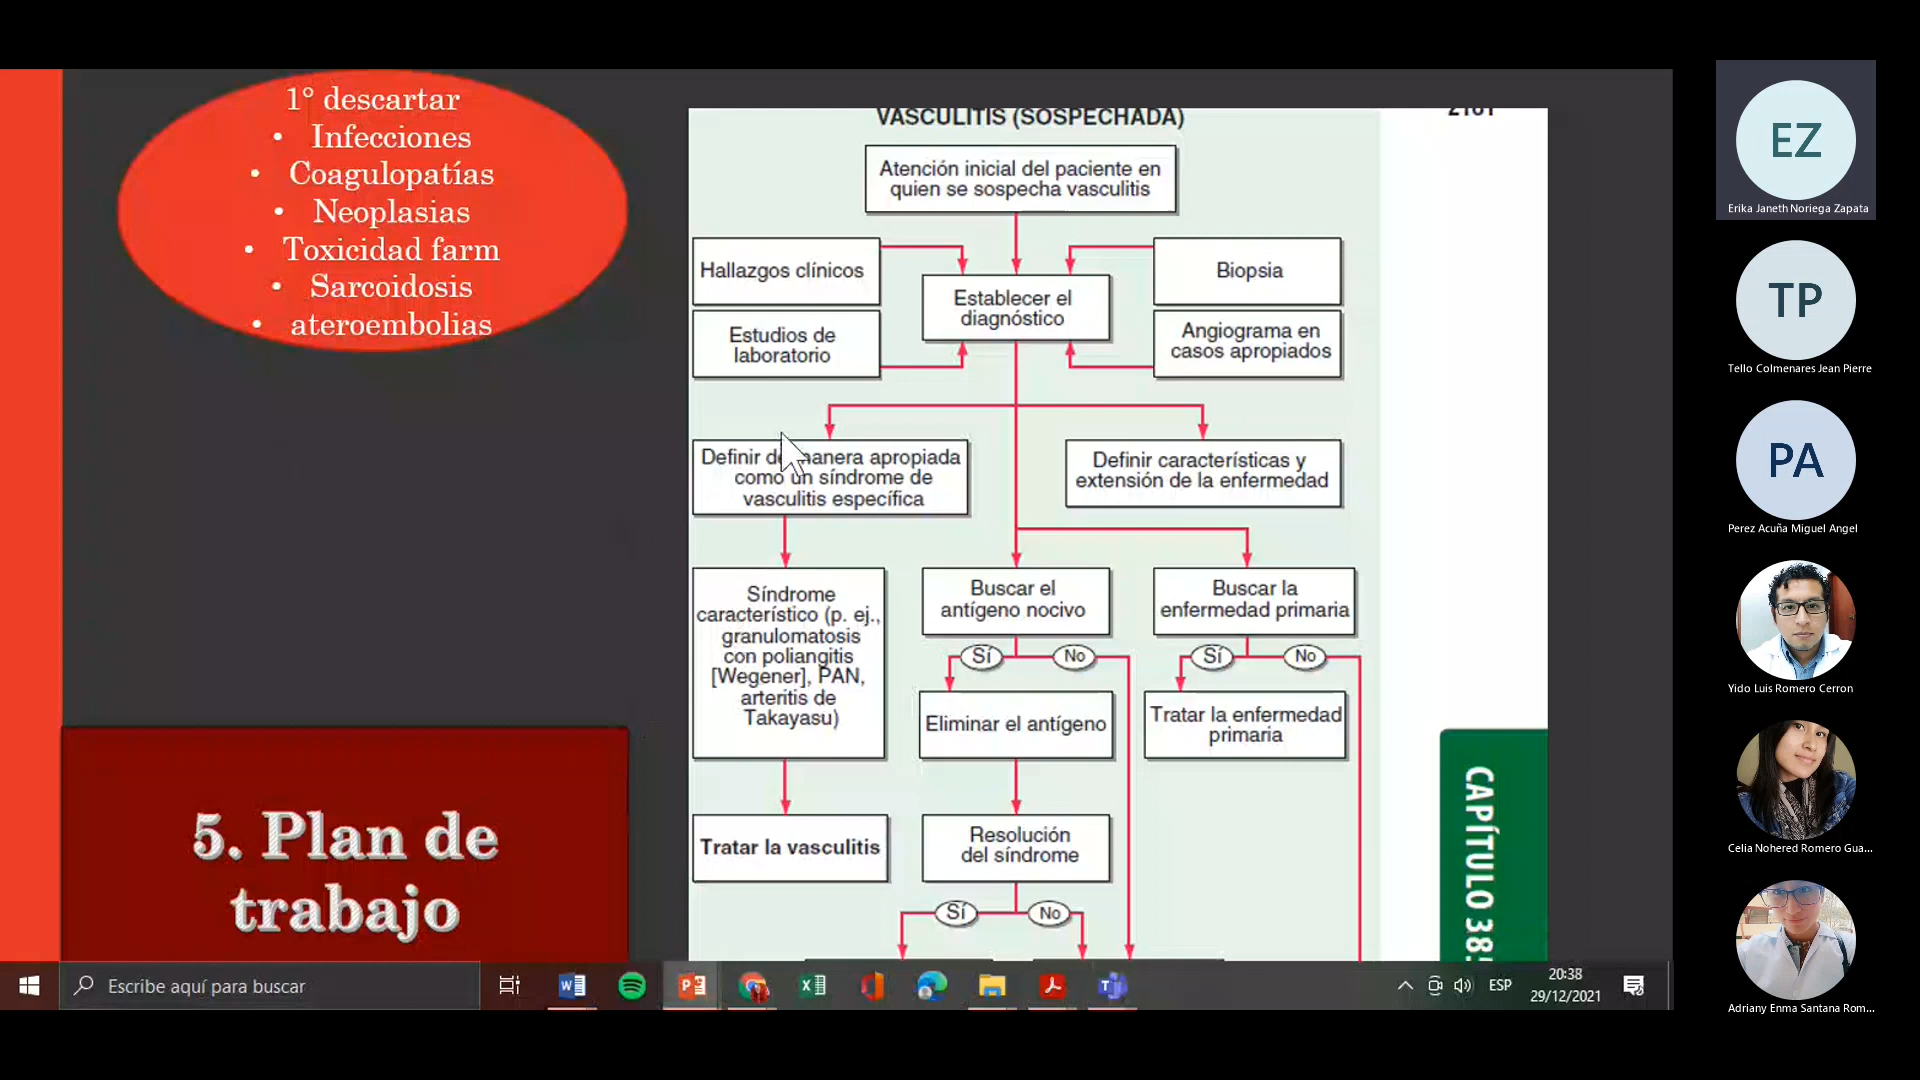 1° descartar
• Infecciones
• Coagulopatías
• Neoplasias
• Toxicidad farm
• Sarcoidosis
• ateroembolias
5. Plan de
trabajo
VASCULITIS (SOSPECHADA)
Atención inicial del paciente en
quien se sospecha vasculitis
Hallazgos clínicos
Estudios de
laboratorio
Establecer el
diagnóstico
Biopsia
Angiograma en
casos apropiados
Definir de manera apropiada
como un síndrome de
vasculitis específica
Definir características y
extensión de la enfermedad
Síndrome
característico (p. ej.,
granulomatosis
con poliangitis
[Wegener], PAN,
arteritis de
Takayasu)
Buscar el
antígeno nocivo
Buscar la
enfermedad primaria
Sí
No
Sí
No
Eliminar el antígeno
Tratar la enfermedad
primaria
Tratar la vasculitis
Resolución
del síndrome
Sí
No
CAPÍTULO 385
Escribe aquí para buscar
ESP
20:38
29/12/2021
EZ
Erika Janeth Noriega Zapata
TP
Tello Colmenares Jean Pierre
PA
Perez Acuña Miguel Angel
Yido Luis Romero Cerron
Celia Nohered Romero Gua...
Adriany Enma Santana Rom...